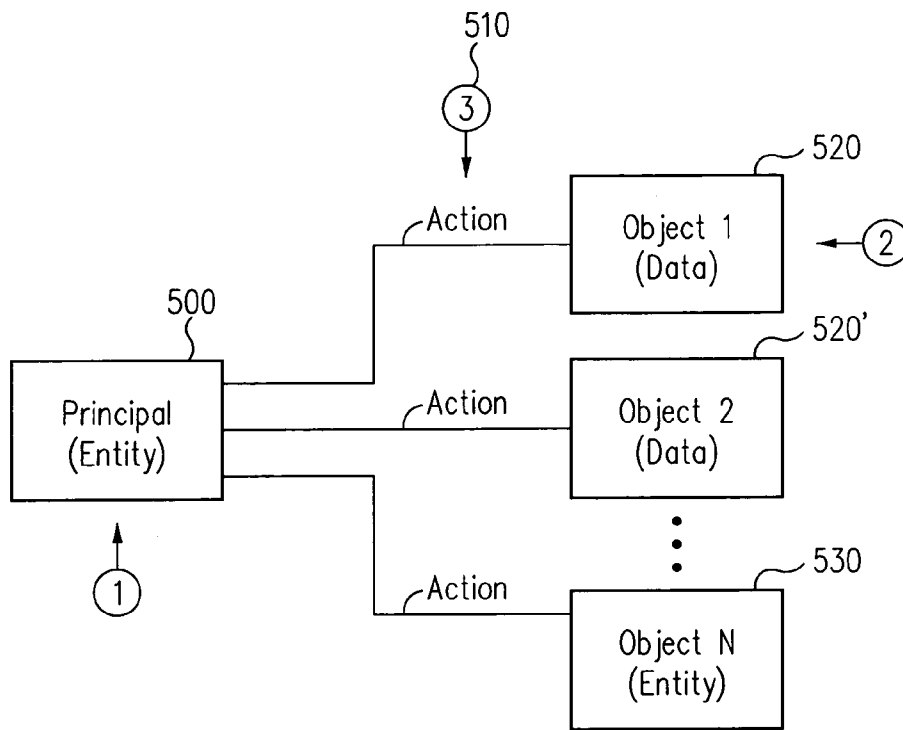 510
3
520
Action
Object 1
(Data)
2
500
520'
Principal
(Entity)
Action
Object 2
(Data)
1
530
Action
Object N
(Entity)